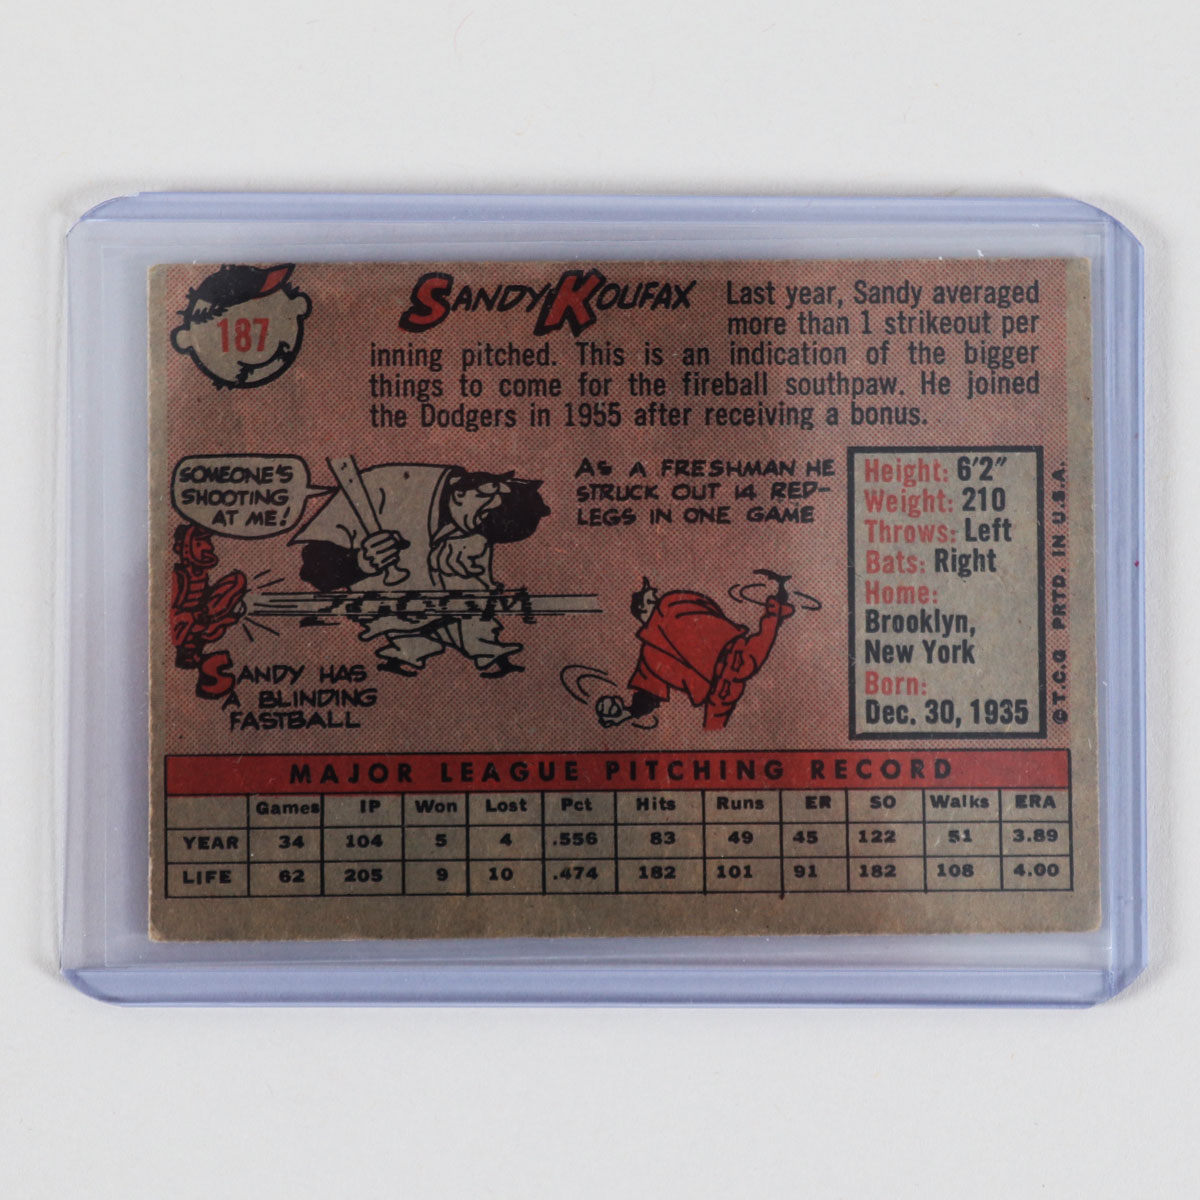 187
SANDY KOUFAX
Last year, Sandy averaged
more than 1 strikeout per
inning pitched. This is an indication of the bigger
things to come for the fireball southpaw. He joined
the Dodgers in 1955 after receiving a bonus.
SOMEONE'S
SHOOTING
AT ME!
ZOOOM
SANDY HAS
A BLINDING
FASTBALL
AS A FRESHMAN HE
STRUCK OUT 14 RED-
LEGS IN ONE GAME
Height: 6'2"
Weight: 210
Throws: Left
Bats: Right
Home:
Brooklyn,
New York
Born:
Dec. 30, 1935
© T.C.G. PRTD. IN U.S.A.
MAJOR LEAGUE PITCHING RECORD
Games IP Won Lost Pct Hits Runs ER SO Walks ERA
YEAR 34 104 5 4 .556 83 49 45 122 51 3.89
LIFE 62 205 9 10 .474 182 101 91 182 108 4.00